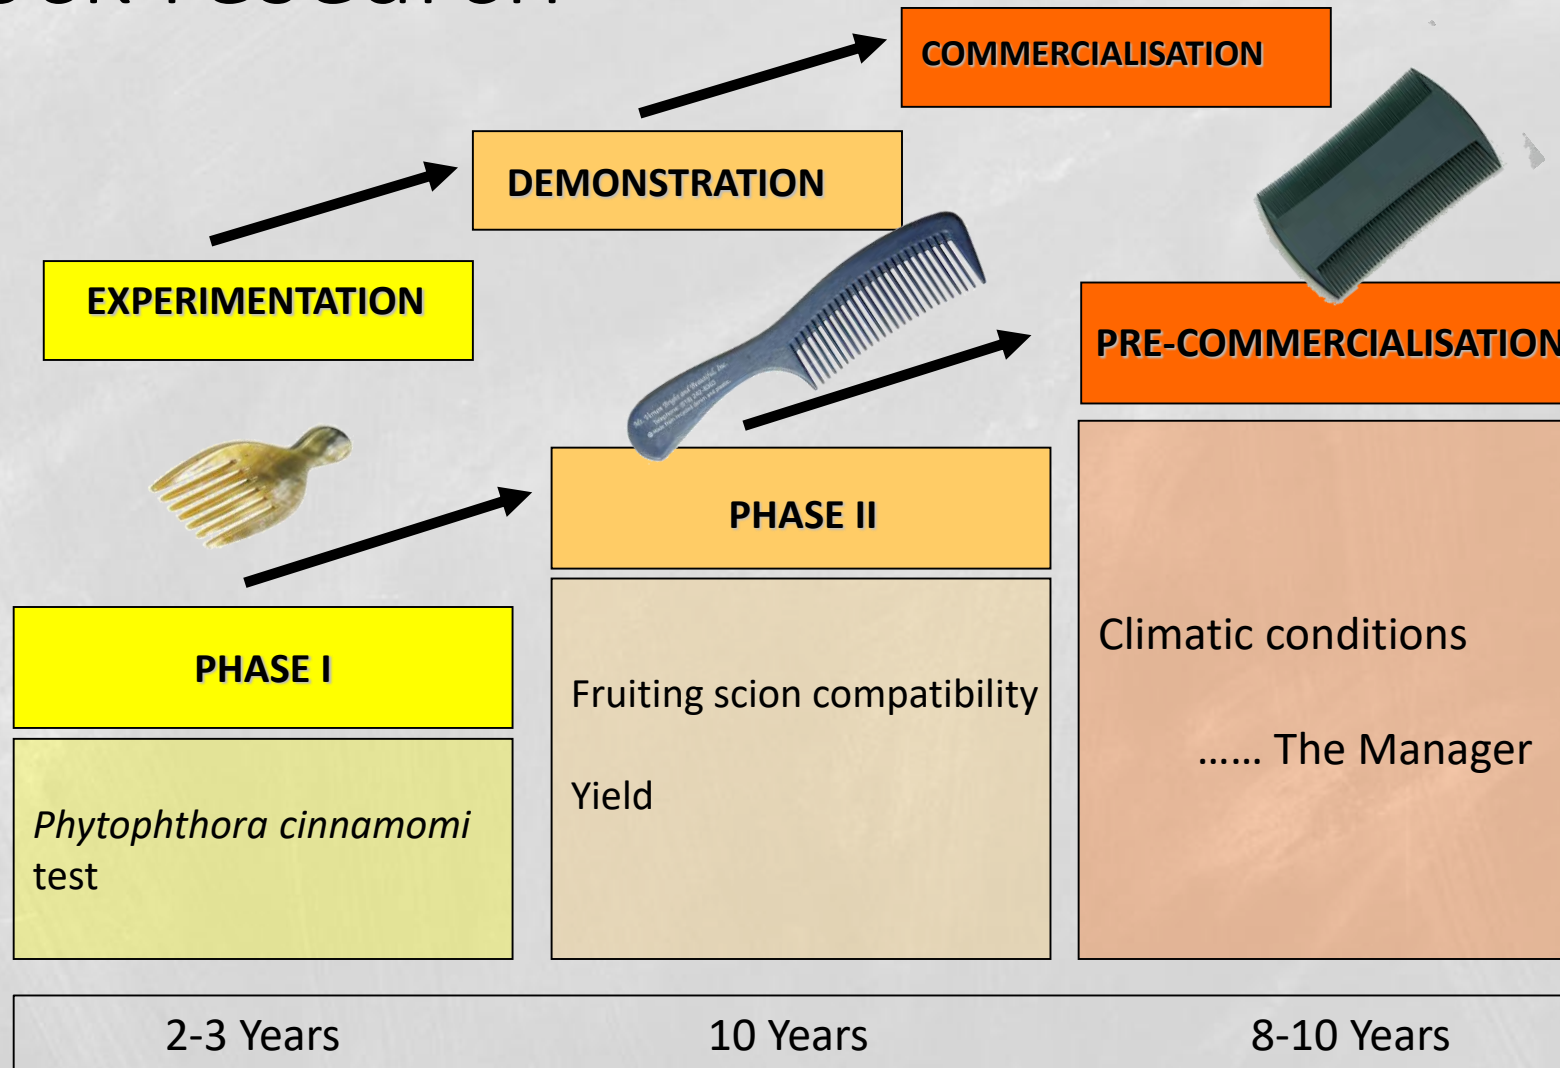 COMMERCIALISATION
DEMONSTRATION
EXPERIMENTATION
PRE-COMMERCIALISATION
PHASE II
PHASE I
Climatic conditions
...... The Manager
Fruiting scion compatibility
Yield
Phytophthora cinnamomi
test
2-3 Years
10 Years
8-10 Years